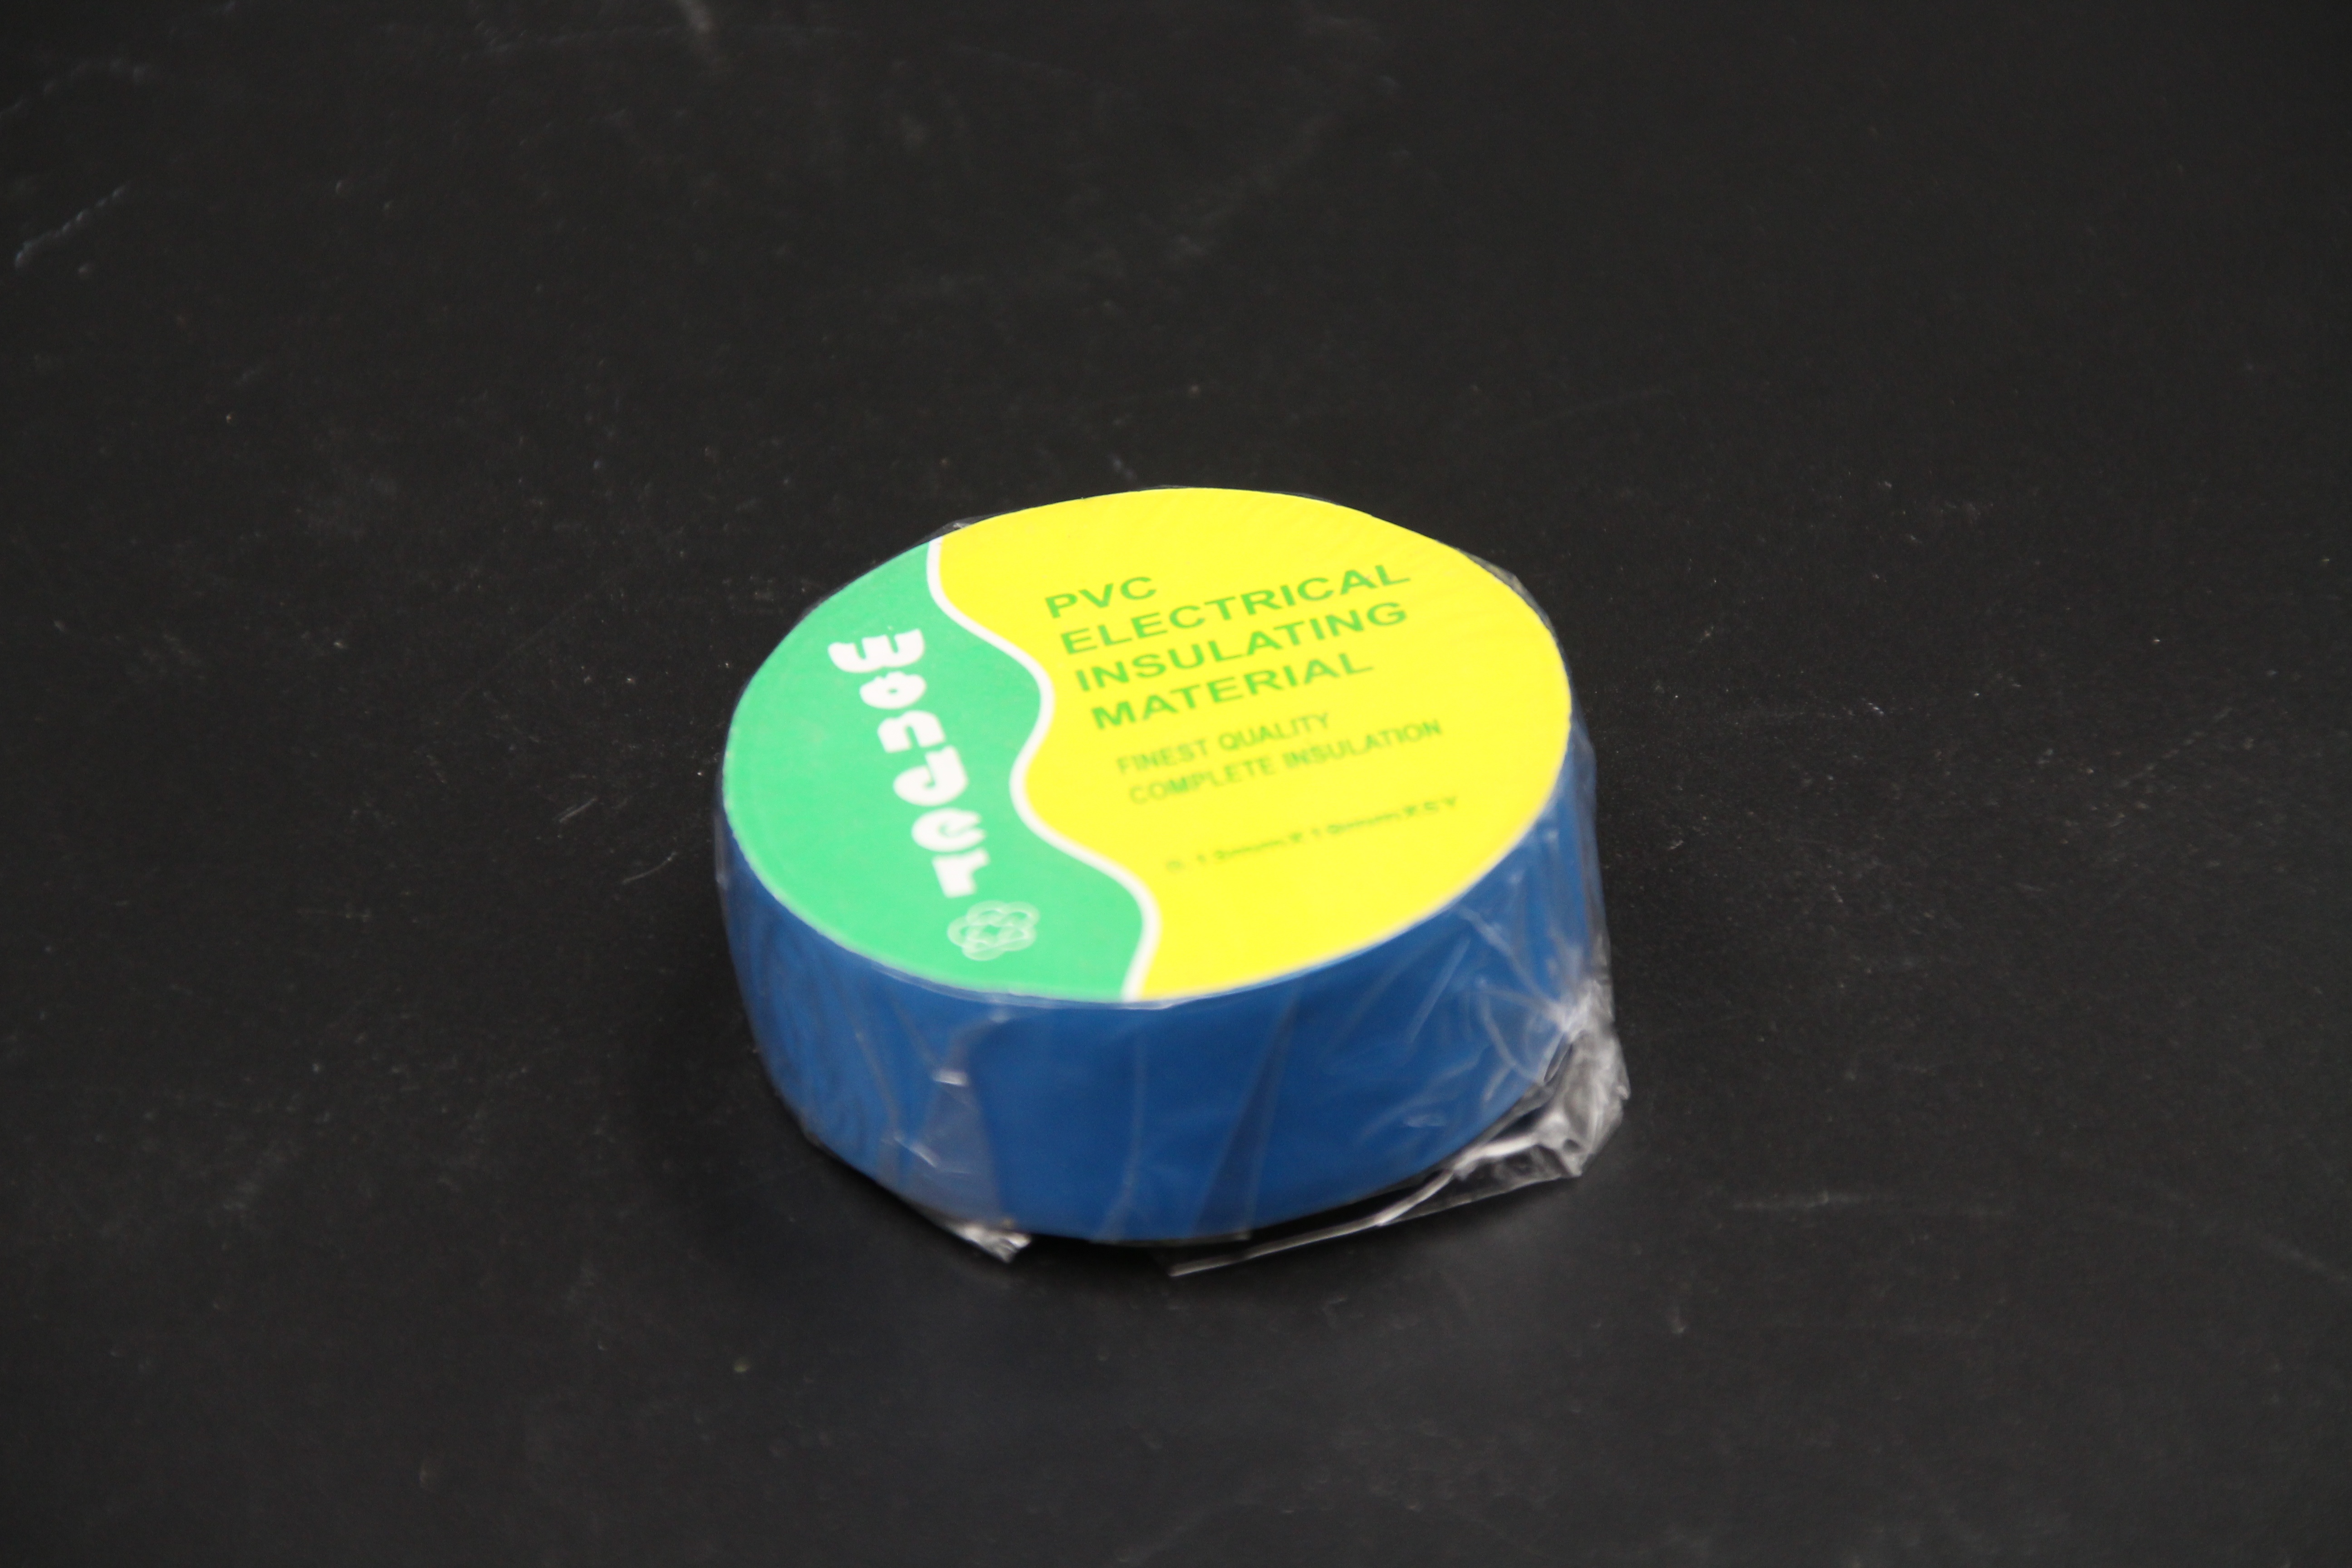 wonder
PVC
ELECTRICAL
INSULATING
MATERIAL
FINEST QUALITY
COMPLETE INSULATION